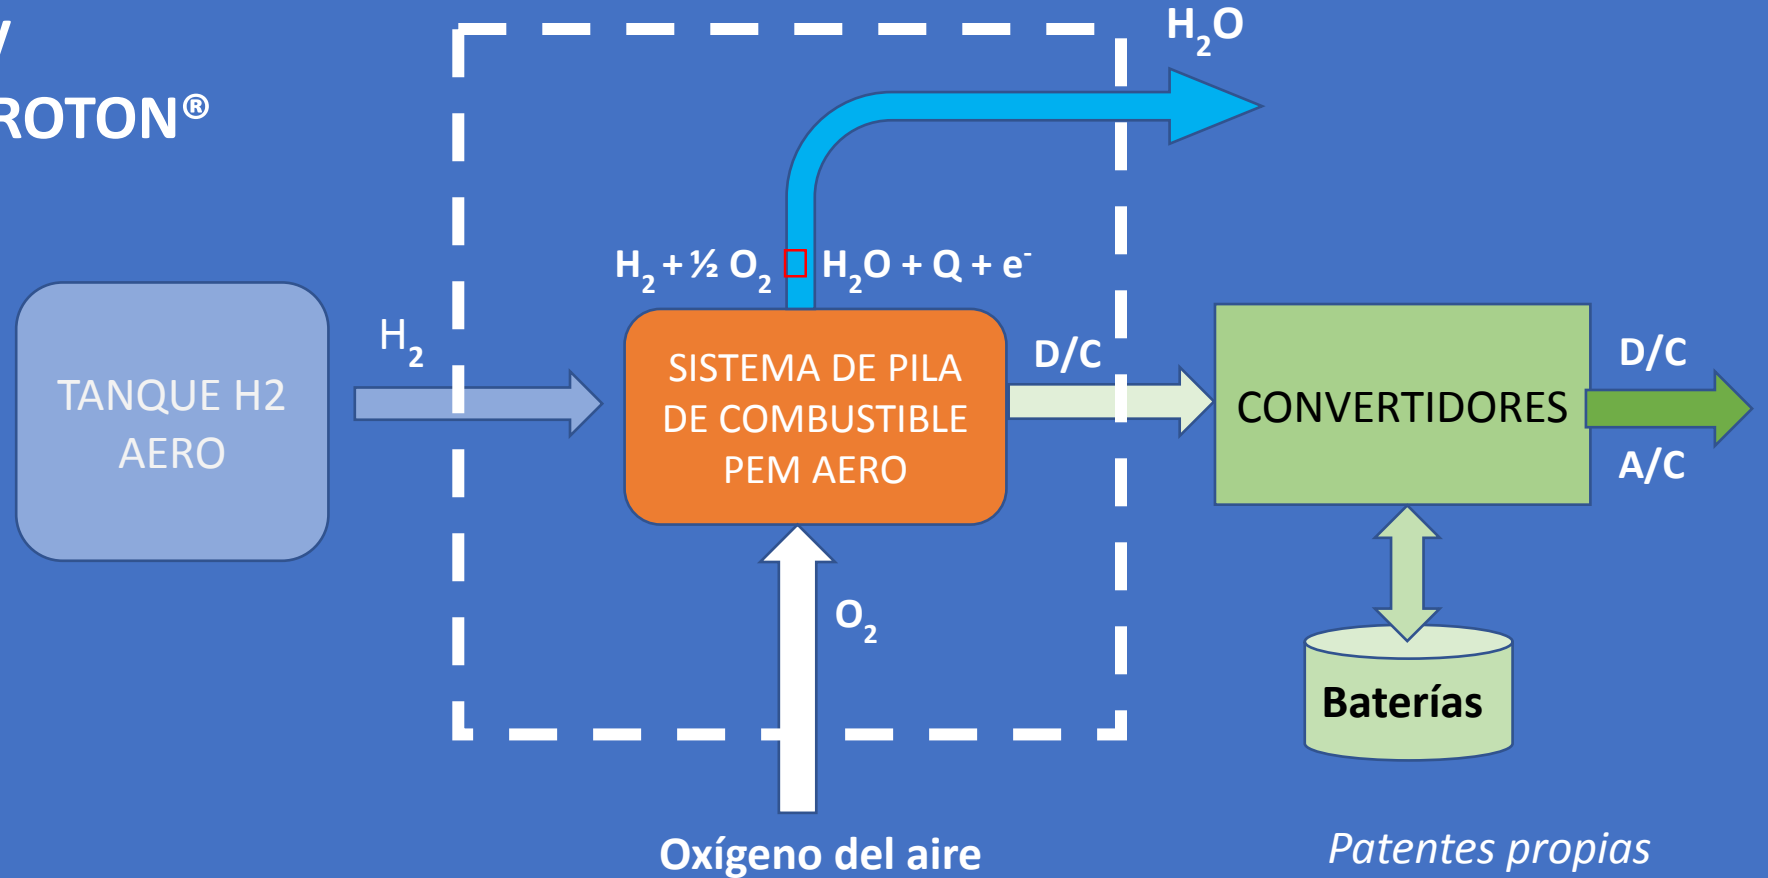 ROTON®
H₂O
H₂ + ½ O₂ H₂O + Q + e⁻
TANQUE H2
AERO
H₂
SISTEMA DE PILA
DE COMBUSTIBLE
PEM AERO
D/C
CONVERTIDORES
D/C
A/C
O₂
Baterías
Oxígeno del aire
Patentes propias